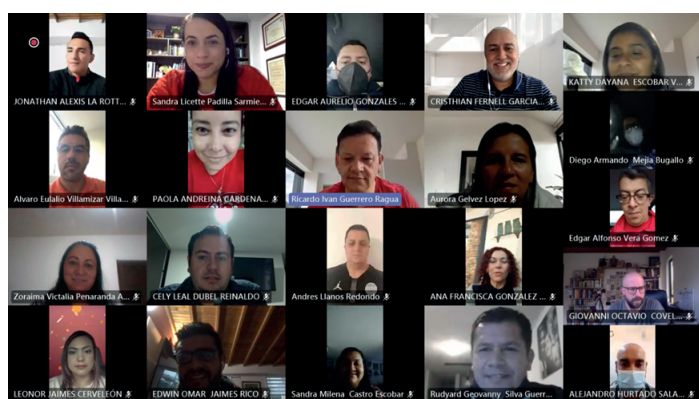 JONATHAN ALEXIS LA ROTT...
Sandra Licette Padilla Sarmie...
EDGAR AURELIO GONZALES ...
CRISTHIAN FERNELL GARCIA...
KATTY DAYANA ESCOBAR V...
Alvaro Eulalio Villamizar Villa...
PAOLA ANDREINA CARDENA...
Ricardo Ivan Guerrero Ragua
Aurora Gelvez Lopez
Diego Armando Mejia Bugallo
Edgar Alfonso Vera Gomez
Zoraima Victalia Penaranda A...
CELY LEAL DUBEL REINALDO
Andres Llanos Redondo
ANA FRANCISCA GONZALEZ ...
GIOVANNI OCTAVIO COVEL...
LEONOR JAIMES CERVELEÓN
EDWIN OMAR JAIMES RICO
Sandra Milena Castro Escobar
Rudyard Geovanny Silva Guerr...
ALEJANDRO HURTADO SALA...